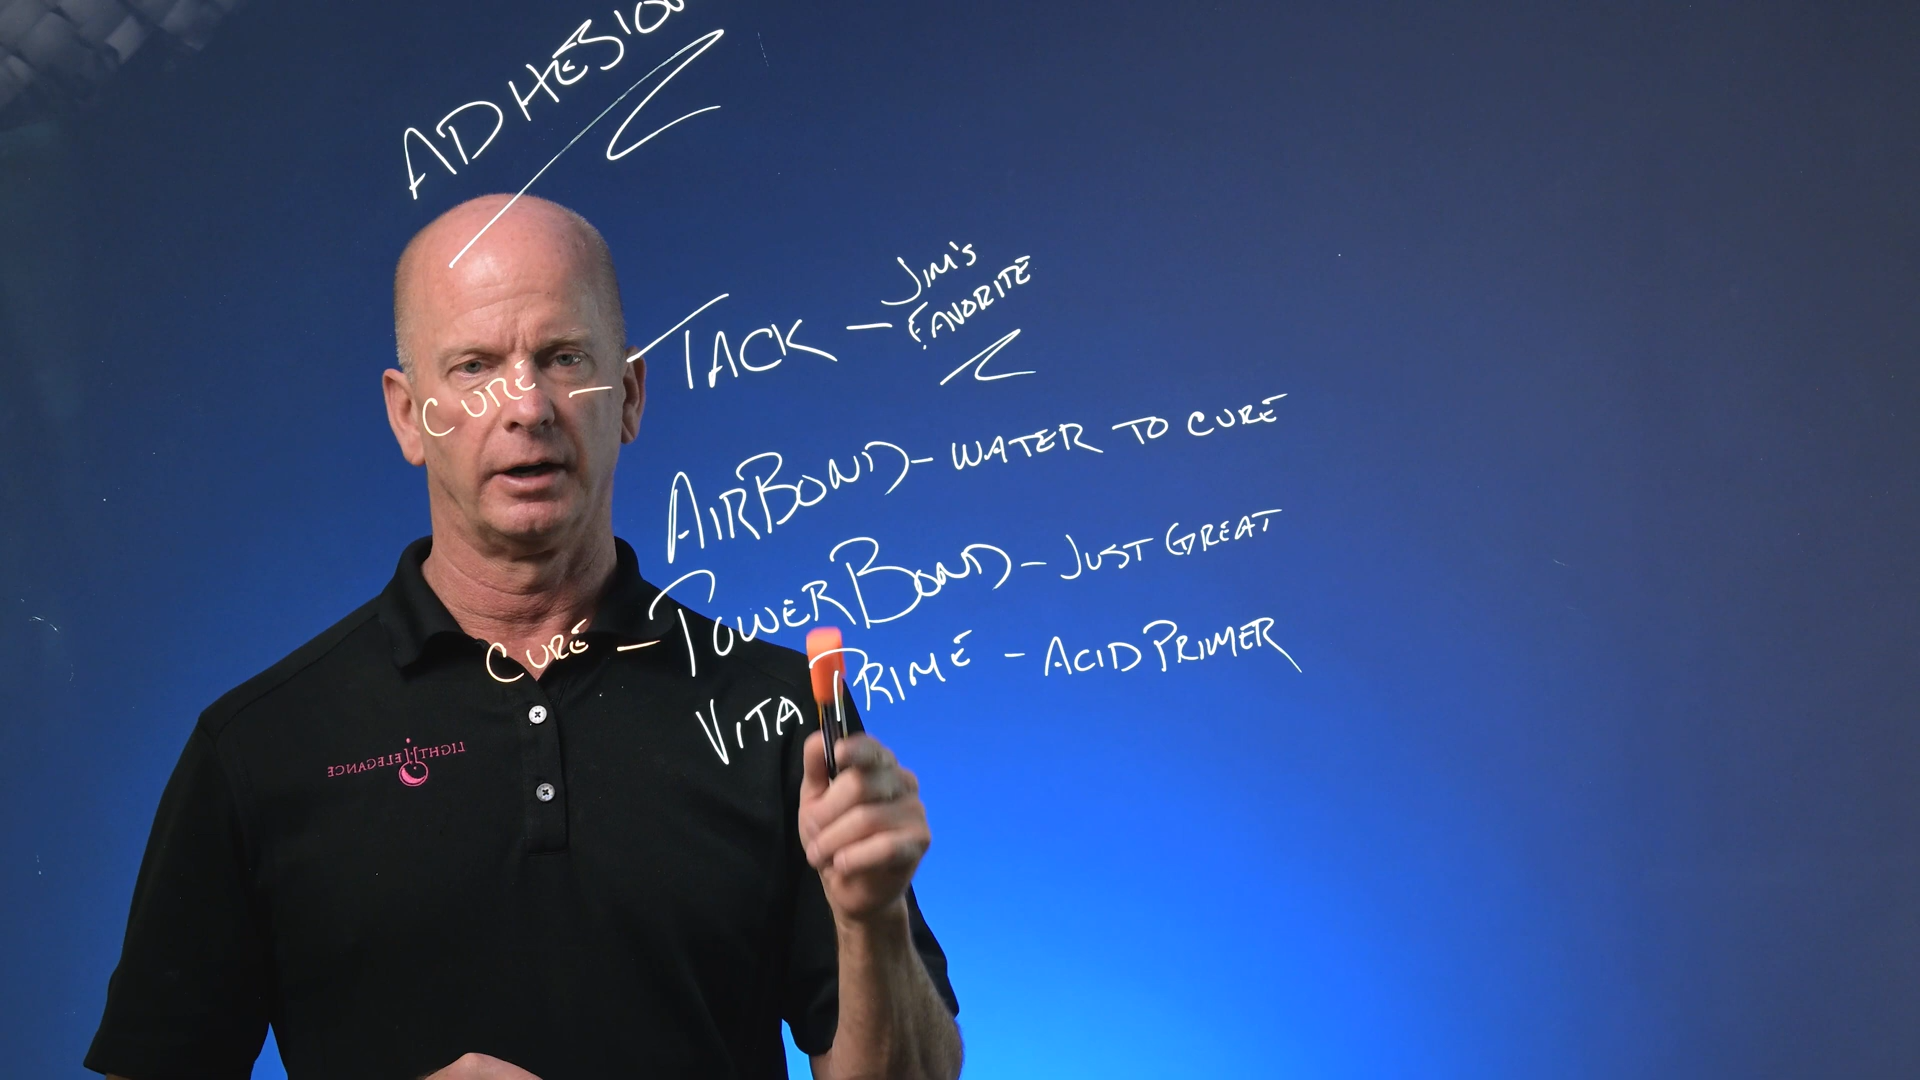 ADHESION
CURE - TACK - JIM'S FAVORITE
AIRBOND - WATER TO CURE
CURE - POWERBOND - JUST GREAT
VITA PRIME - ACID PRIMER
LIGHT ELEGANCE